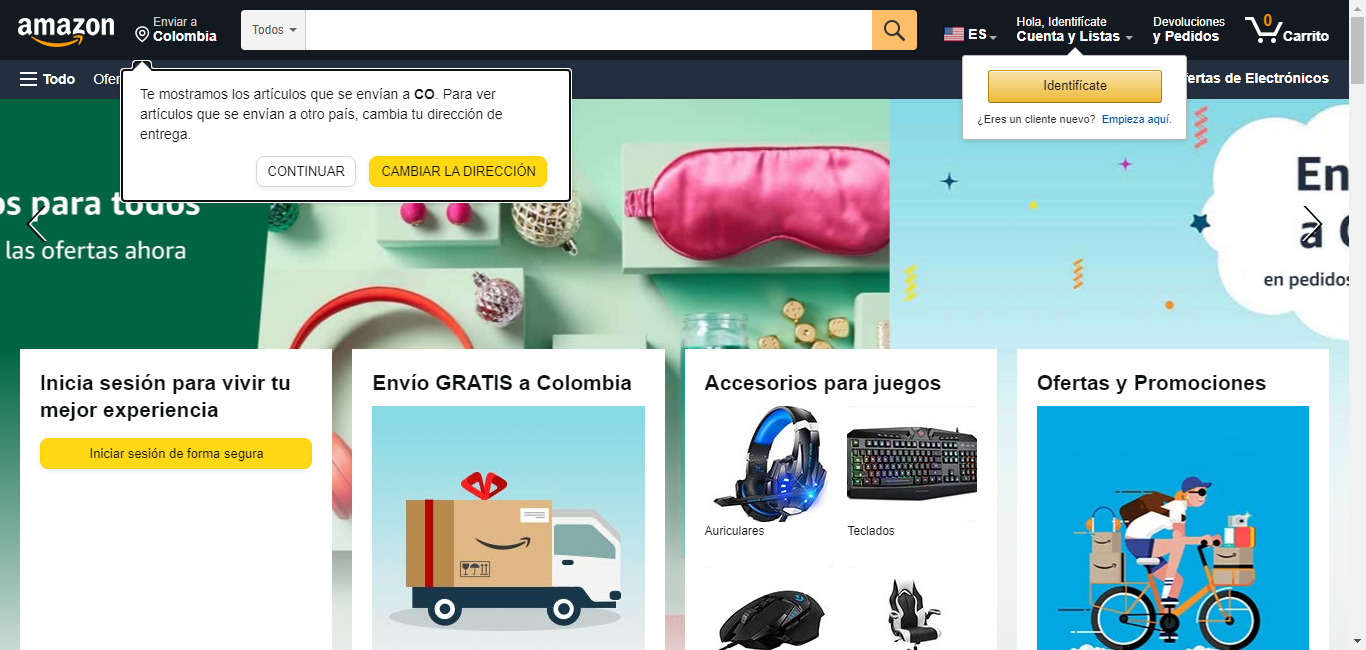 amazon
Enviar a
Colombia
Todos
ES
Hola, Identifícate
Cuenta y Listas
Devoluciones
y Pedidos
0
Carrito
Todo
Te mostramos los artículos que se envían a CO. Para ver
artículos que se envían a otro país, cambia tu dirección de
entrega.
CONTINUAR
CAMBIAR LA DIRECCIÓN
Identifícate
¿Eres un cliente nuevo? Empieza aquí.
de Electrónicos
para todos
las ofertas ahora
En
a
en pedidos
Inicia sesión para vivir tu
mejor experiencia
Iniciar sesión de forma segura
Envío GRATIS a Colombia
Accesorios para juegos
Auriculares
Teclados
Ofertas y Promociones